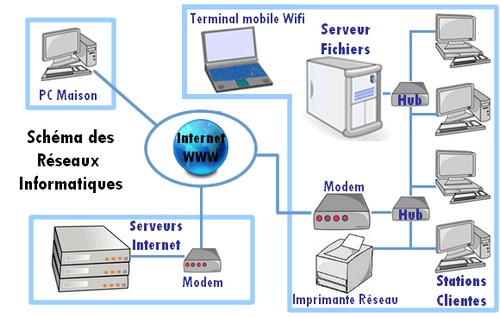 Terminal mobile Wifi
Serveur
Fichiers
PC Maison
Hub
Internet
WWW
Schéma des
Réseaux
Informatiques
Modem
Hub
Serveurs
Internet
Modem
Imprimante Réseau
Stations
Clientes